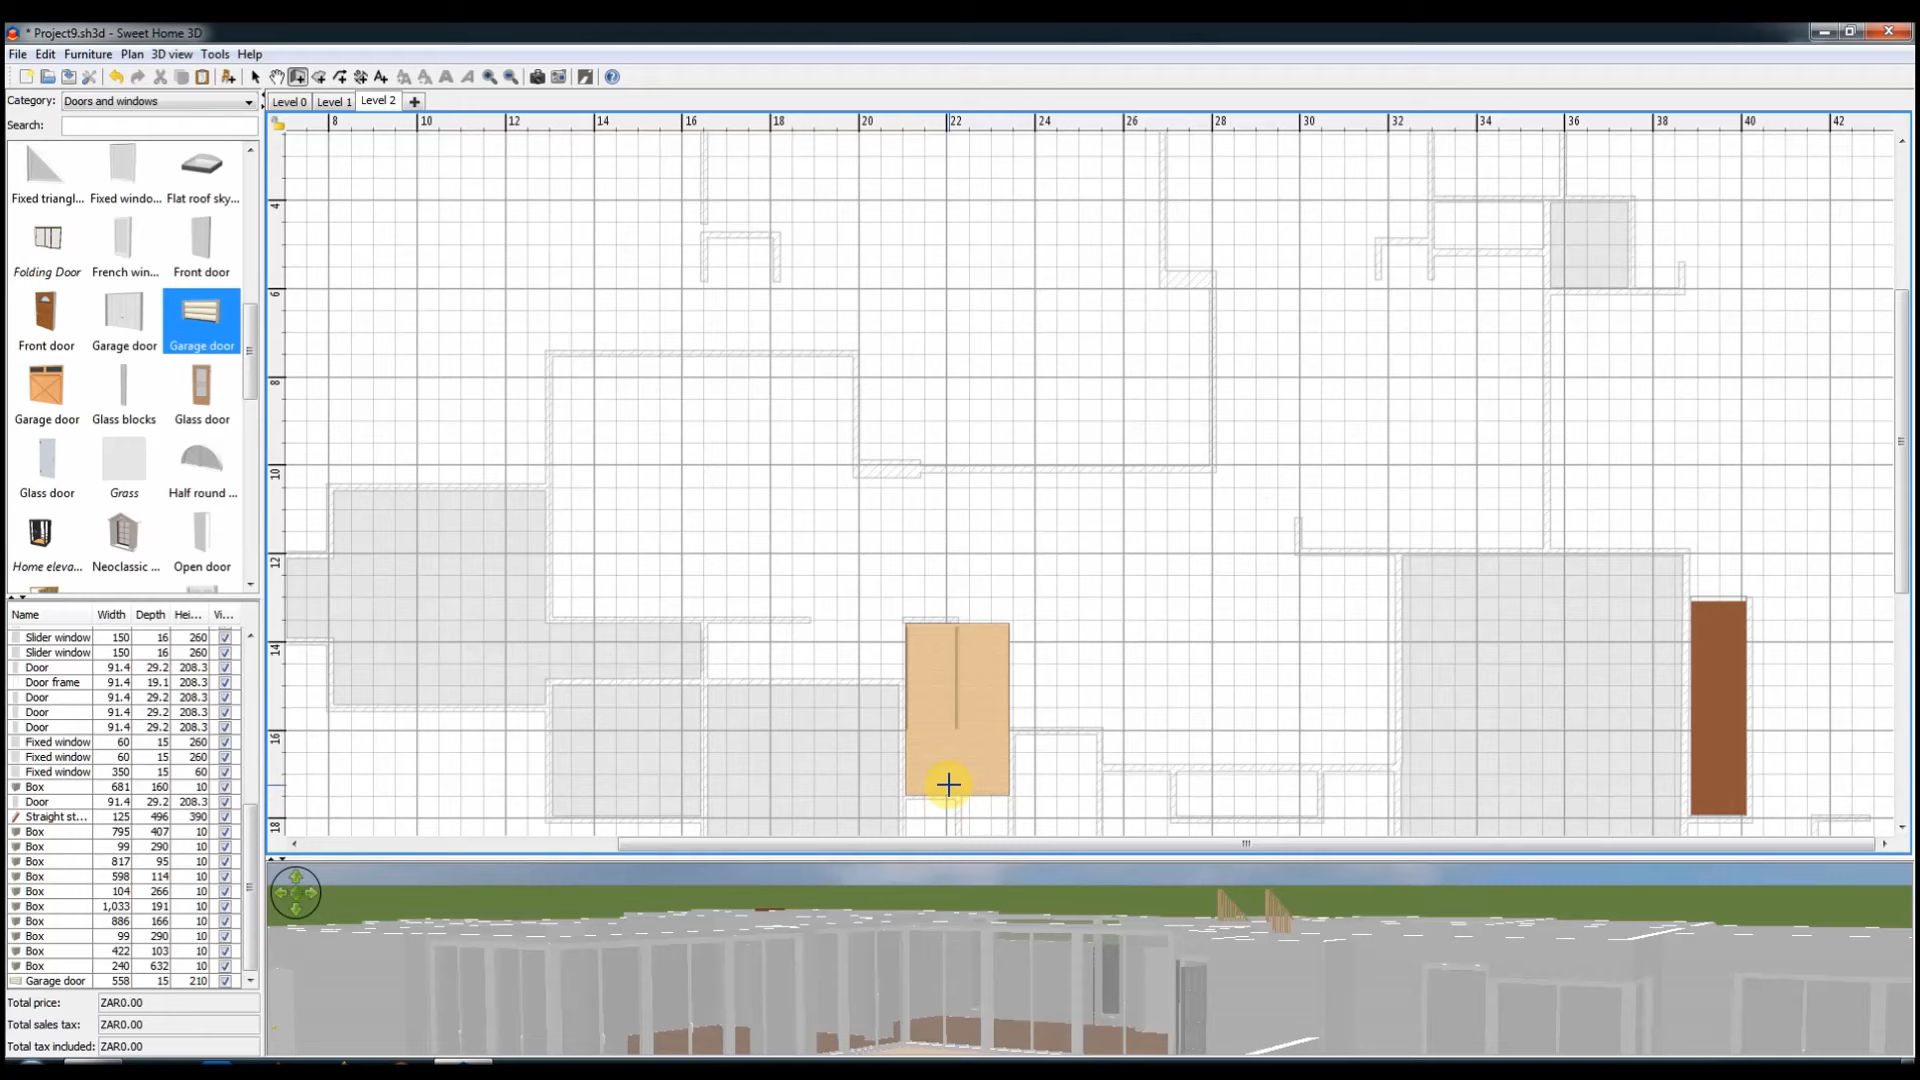 * Project9.sh3d - Sweet Home 3D
File Edit Furniture Plan 3D view Tools Help
Category: Doors and windows
Level 0 Level 1 Level 2
Search:
8 10 12 14 16 18 20 22 24 26 28 30 32 34 36 38 40 42
4
6
8
10
12
14
16
18
Fixed triangl... Fixed windo... Flat roof sky...
Folding Door French win... Front door
Front door Garage door Garage door
Garage door Glass blocks Glass door
Glass door Grass Half round ...
Home eleva... Neoclassic ... Open door
Name Width Depth Hei... Vi...
Slider window 150 16 260
Slider window 150 16 260
Door 91.4 29.2 208.3
Door frame 91.4 19.1 208.3
Door 91.4 29.2 208.3
Door 91.4 29.2 208.3
Door 91.4 29.2 208.3
Fixed window 60 15 260
Fixed window 60 15 260
Fixed window 350 15 60
Box 681 160 10
Door 91.4 29.2 208.3
Straight st... 125 496 390
Box 795 407 10
Box 99 290 10
Box 817 95 10
Box 598 114 10
Box 104 266 10
Box 1,033 191 10
Box 886 166 10
Box 99 290 10
Box 422 103 10
Box 240 632 10
Garage door 558 15 210
Total price: ZAR0.00
Total sales tax: ZAR0.00
Total tax included: ZAR0.00